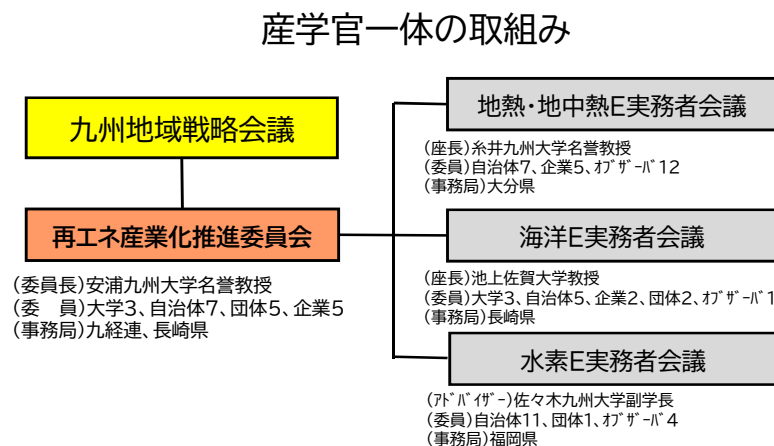 産学官一体の取組み
九州地域戦略会議
再エネ産業化推進委員会
(委員長)安浦九州大学名誉教授
(委　員)大学3、自治体7、団体5、企業5
(事務局)九経連、長崎県
地熱・地中熱E実務者会議
(座長)糸井九州大学名誉教授
(委員)自治体7、企業5、ｵﾌﾞｻﾞｰﾊﾞ12
(事務局)大分県
海洋E実務者会議
(座長)池上佐賀大学教授
(委員)大学3、自治体5、企業2、団体2、ｵﾌﾞｻﾞｰﾊﾞ1
(事務局)長崎県
水素E実務者会議
(ｱﾄﾞﾊﾞｲｻﾞｰ)佐々木九州大学副学長
(委員)自治体11、団体1、ｵﾌﾞｻﾞｰﾊﾞ4
(事務局)福岡県